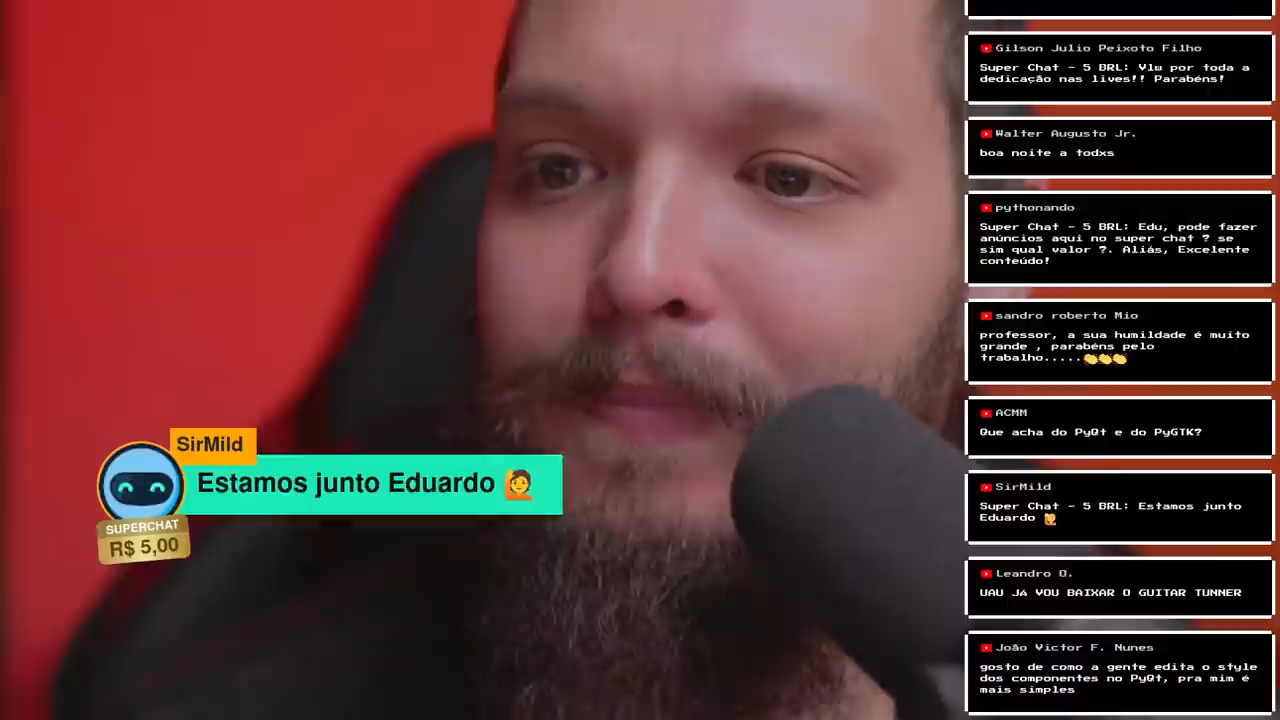 SirMild
Estamos junto Eduardo 🙋
SUPERCHAT
R$ 5,00
Gilson Julio Peixoto Filho
Super Chat - 5 BRL: Vlw por toda a
dedicação nas lives!! Parabéns!
Walter Augusto Jr.
boa noite a todxs
pythonando
Super Chat - 5 BRL: Edu, pode fazer
anúncios aqui no super chat ? se
sim qual valor ?. Aliás, Excelente
conteúdo!
sandro roberto Mio
professor, a sua humildade é muito
grande , parabéns pelo
trabalho.....👏👏👏
ACMM
Que acha do PyQt e do PyGTK?
SirMild
Super Chat - 5 BRL: Estamos junto
Eduardo 🙋
Leandro O.
UAU JÁ VOU BAIXAR O GUITAR TUNNER
João Victor F. Nunes
gosto de como a gente edita o style
dos componentes no PyQt, pra mim é
mais simples